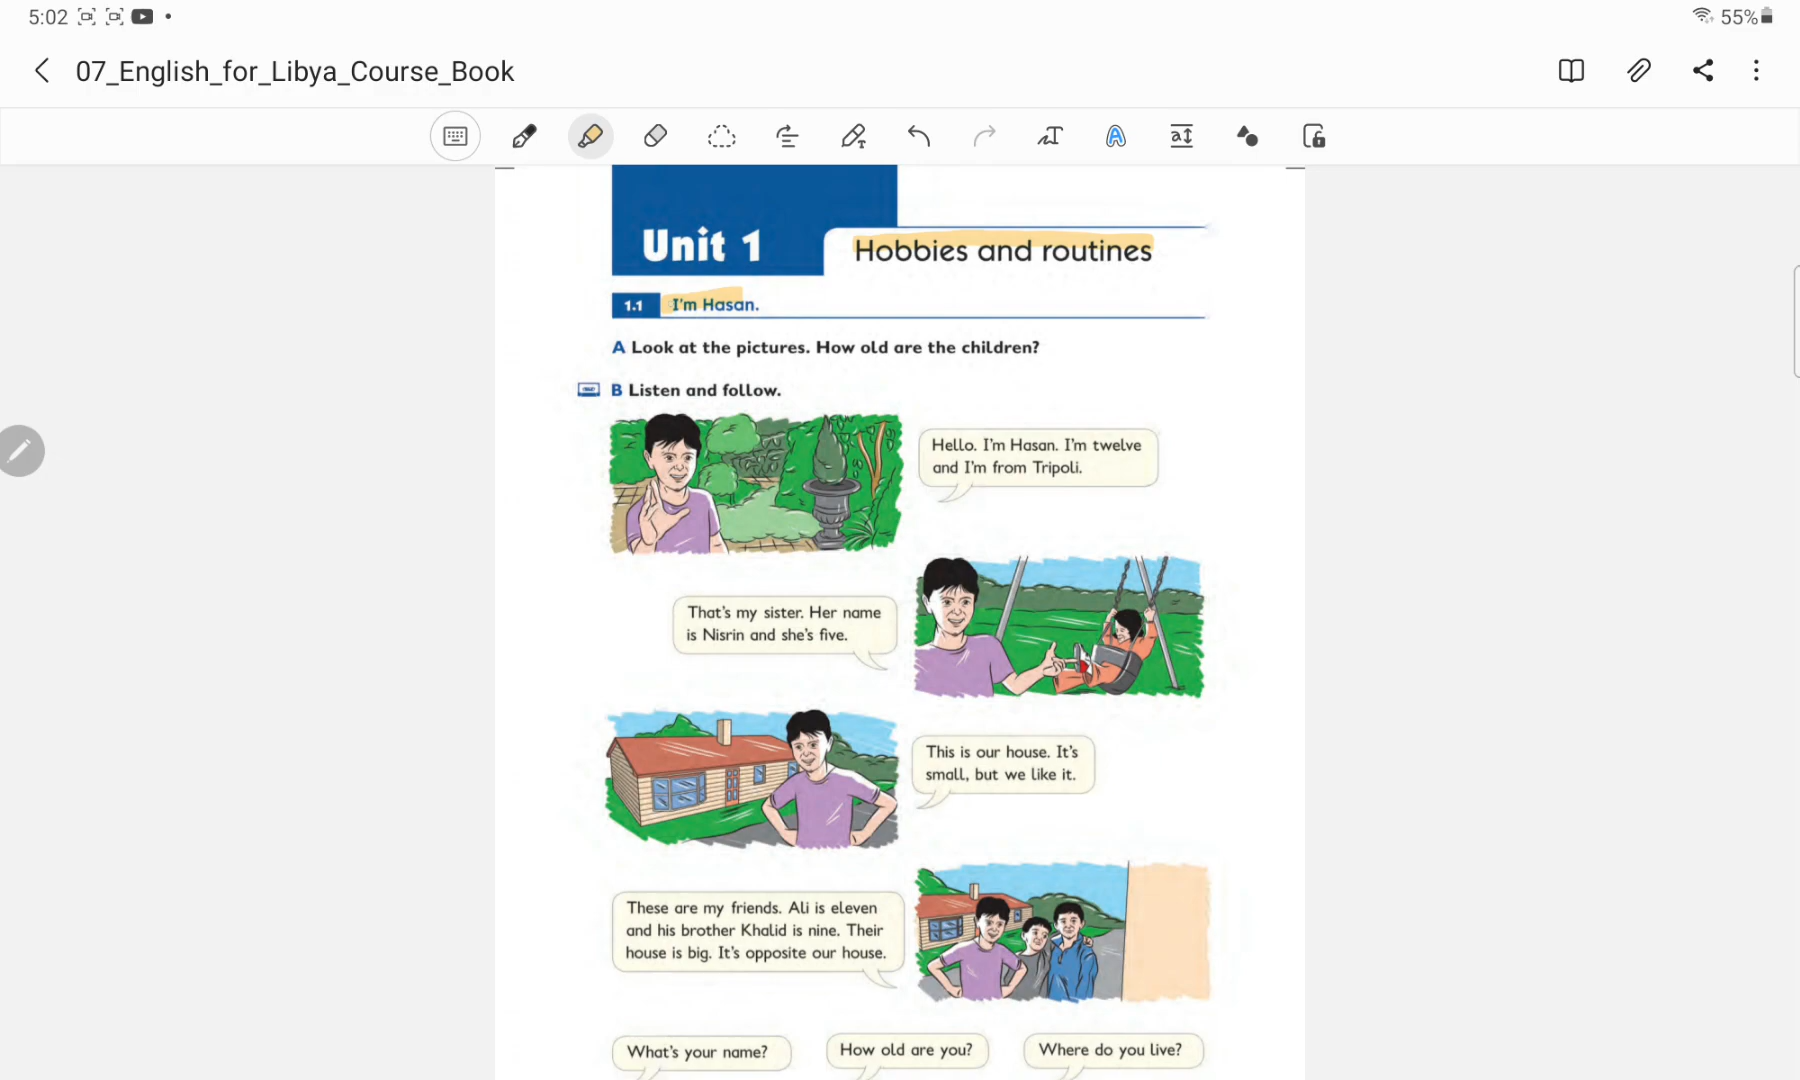 5:02
55%
07_English_for_Libya_Course_Book
Unit 1
Hobbies and routines
1.1 I'm Hasan.
A Look at the pictures. How old are the children?
B Listen and follow.
Hello. I'm Hasan. I'm twelve
and I'm from Tripoli.
That's my sister. Her name
is Nisrin and she's five.
This is our house. It's
small, but we like it.
These are my friends. Ali is eleven
and his brother Khalid is nine. Their
house is big. It's opposite our house.
What's your name?
How old are you?
Where do you live?